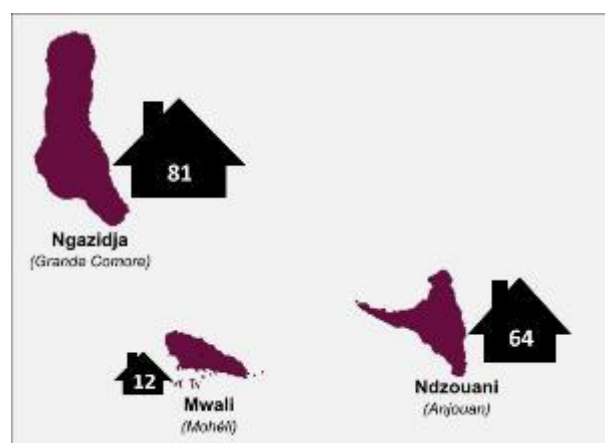 81
Ngazidja
(Grande Comore)
64
12
Ndzouani
(Anjouan)
Mwali
(Mohéli)